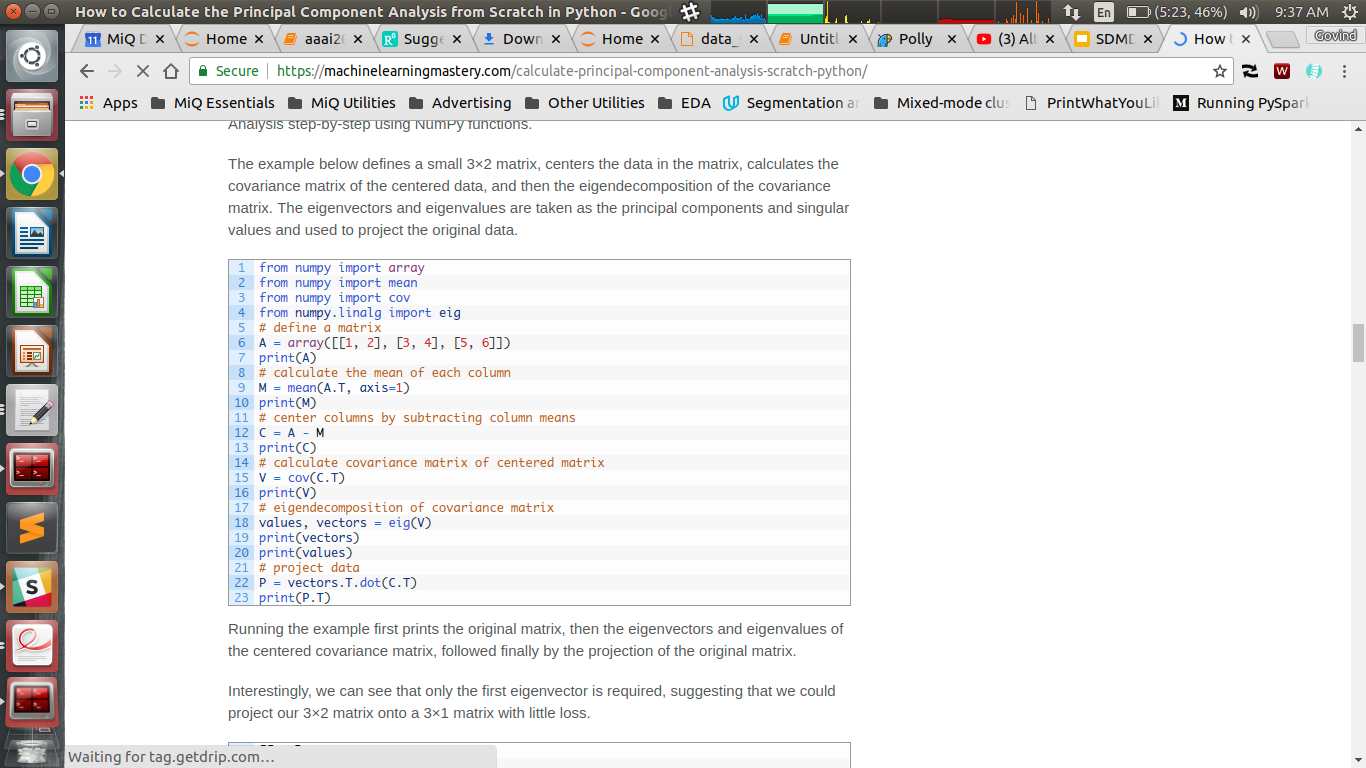 How to Calculate the Principal Component Analysis from Scratch in Python - Goog
En (5:23, 46%) 9:37 AM
11 MiQ D Home aaai2 Rg Sugge Down Home data_ Untitl Polly (3) Al SDMD How t Govind
Secure https://machinelearningmastery.com/calculate-principal-component-analysis-scratch-python/ W
Apps MiQ Essentials MiQ Utilities Advertising Other Utilities EDA Segmentation an Mixed-mode clus PrintWhatYouLi M Running PySpark
Analysis step-by-step using NumPy functions.
The example below defines a small 3×2 matrix, centers the data in the matrix, calculates the
covariance matrix of the centered data, and then the eigendecomposition of the covariance
matrix. The eigenvectors and eigenvalues are taken as the principal components and singular
values and used to project the original data.
1 from numpy import array
2 from numpy import mean
3 from numpy import cov
4 from numpy.linalg import eig
5 # define a matrix
6 A = array([[1, 2], [3, 4], [5, 6]])
7 print(A)
8 # calculate the mean of each column
9 M = mean(A.T, axis=1)
10 print(M)
11 # center columns by subtracting column means
12 C = A - M
13 print(C)
14 # calculate covariance matrix of centered matrix
15 V = cov(C.T)
16 print(V)
17 # eigendecomposition of covariance matrix
18 values, vectors = eig(V)
19 print(vectors)
20 print(values)
21 # project data
22 P = vectors.T.dot(C.T)
23 print(P.T)
Running the example first prints the original matrix, then the eigenvectors and eigenvalues of
the centered covariance matrix, followed finally by the projection of the original matrix.
Interestingly, we can see that only the first eigenvector is required, suggesting that we could
project our 3×2 matrix onto a 3×1 matrix with little loss.
Waiting for tag.getdrip.com…